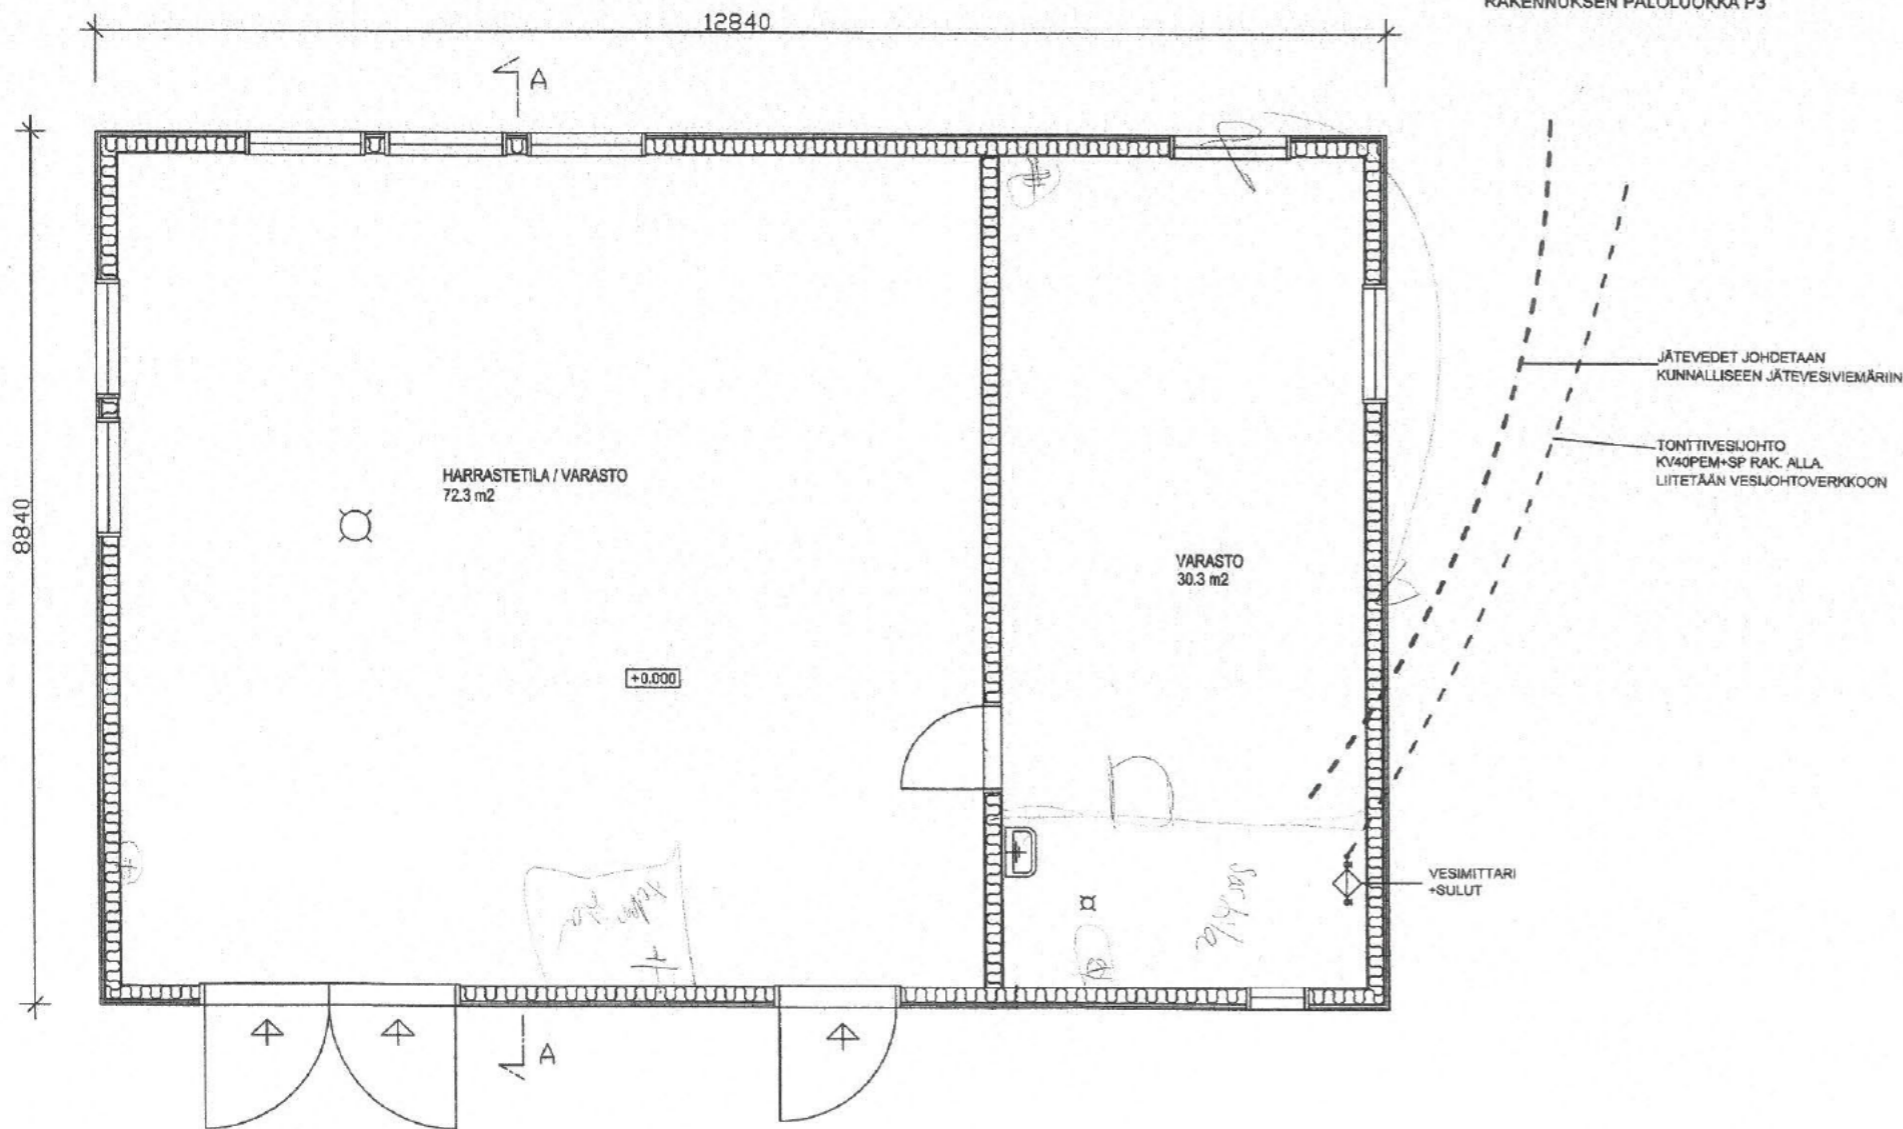 RAKENNUKSEN PALOLUOKKA P3
12840
A
8840
JÄTEVEDET JOHDETAAN
KUNNALLISEEN JÄTEVESIVIEMÄRIIN
TONTTIVESIJOHTO
KV40PEM+SP RAK. ALLA.
LIITETÄÄN VESIJOHTOVERKKOON
HARRASTETILA / VARASTO
72.3 m2
VARASTO
30.3 m2
+0.000
VESIMITTARI
+SULUT
A